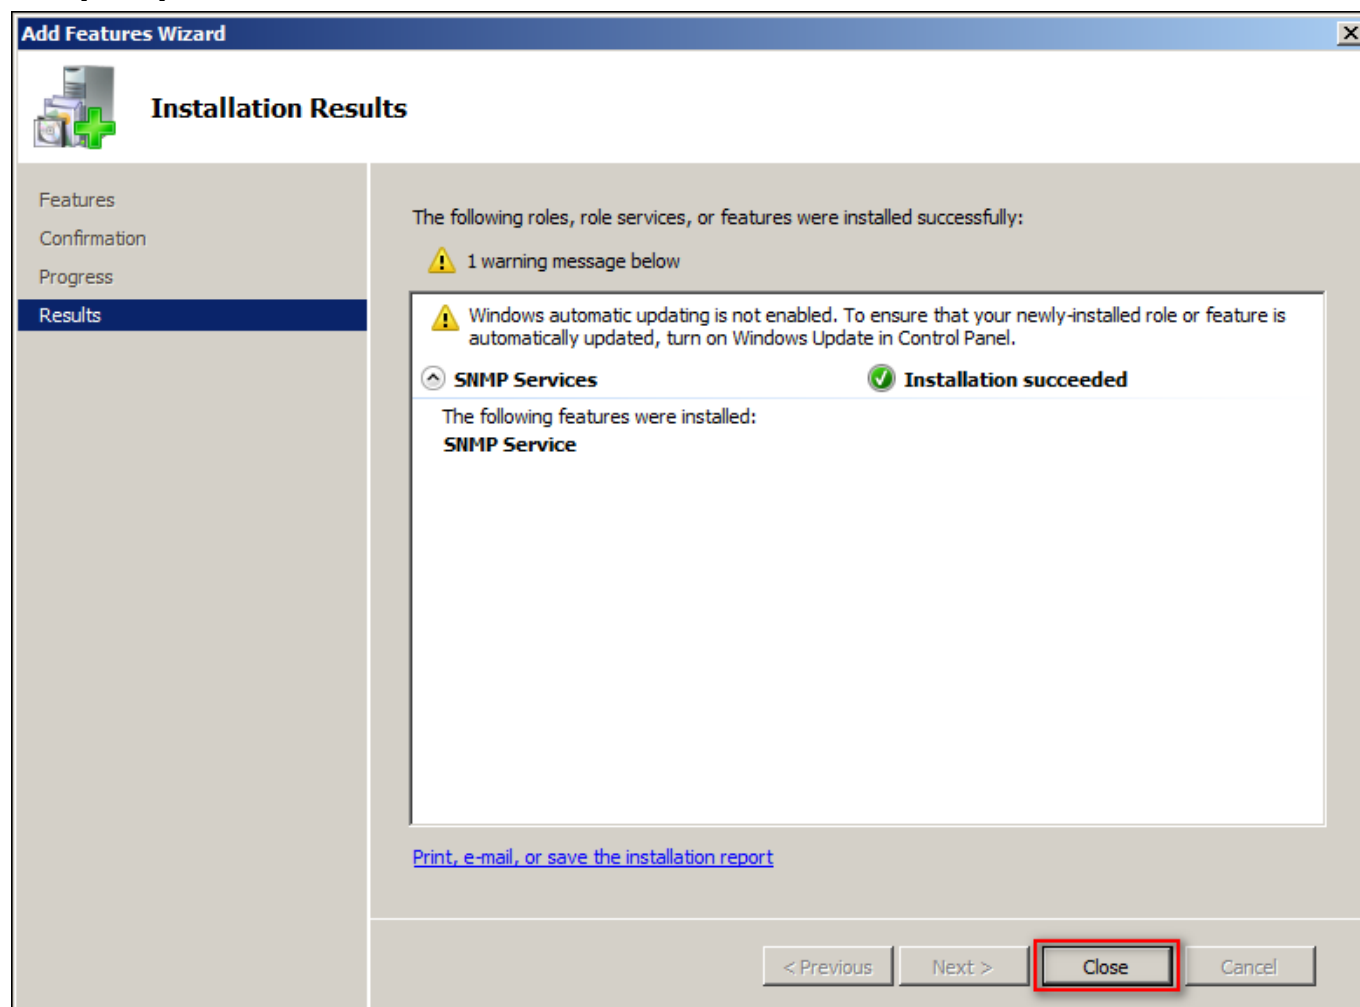 Add Features Wizard
Installation Results
Features
Confirmation
Progress
Results
The following roles, role services, or features were installed successfully:
1 warning message below
Windows automatic updating is not enabled. To ensure that your newly-installed role or feature is
automatically updated, turn on Windows Update in Control Panel.
SNMP Services Installation succeeded
The following features were installed:
SNMP Service
Print, e-mail, or save the installation report
< Previous Next > Close Cancel